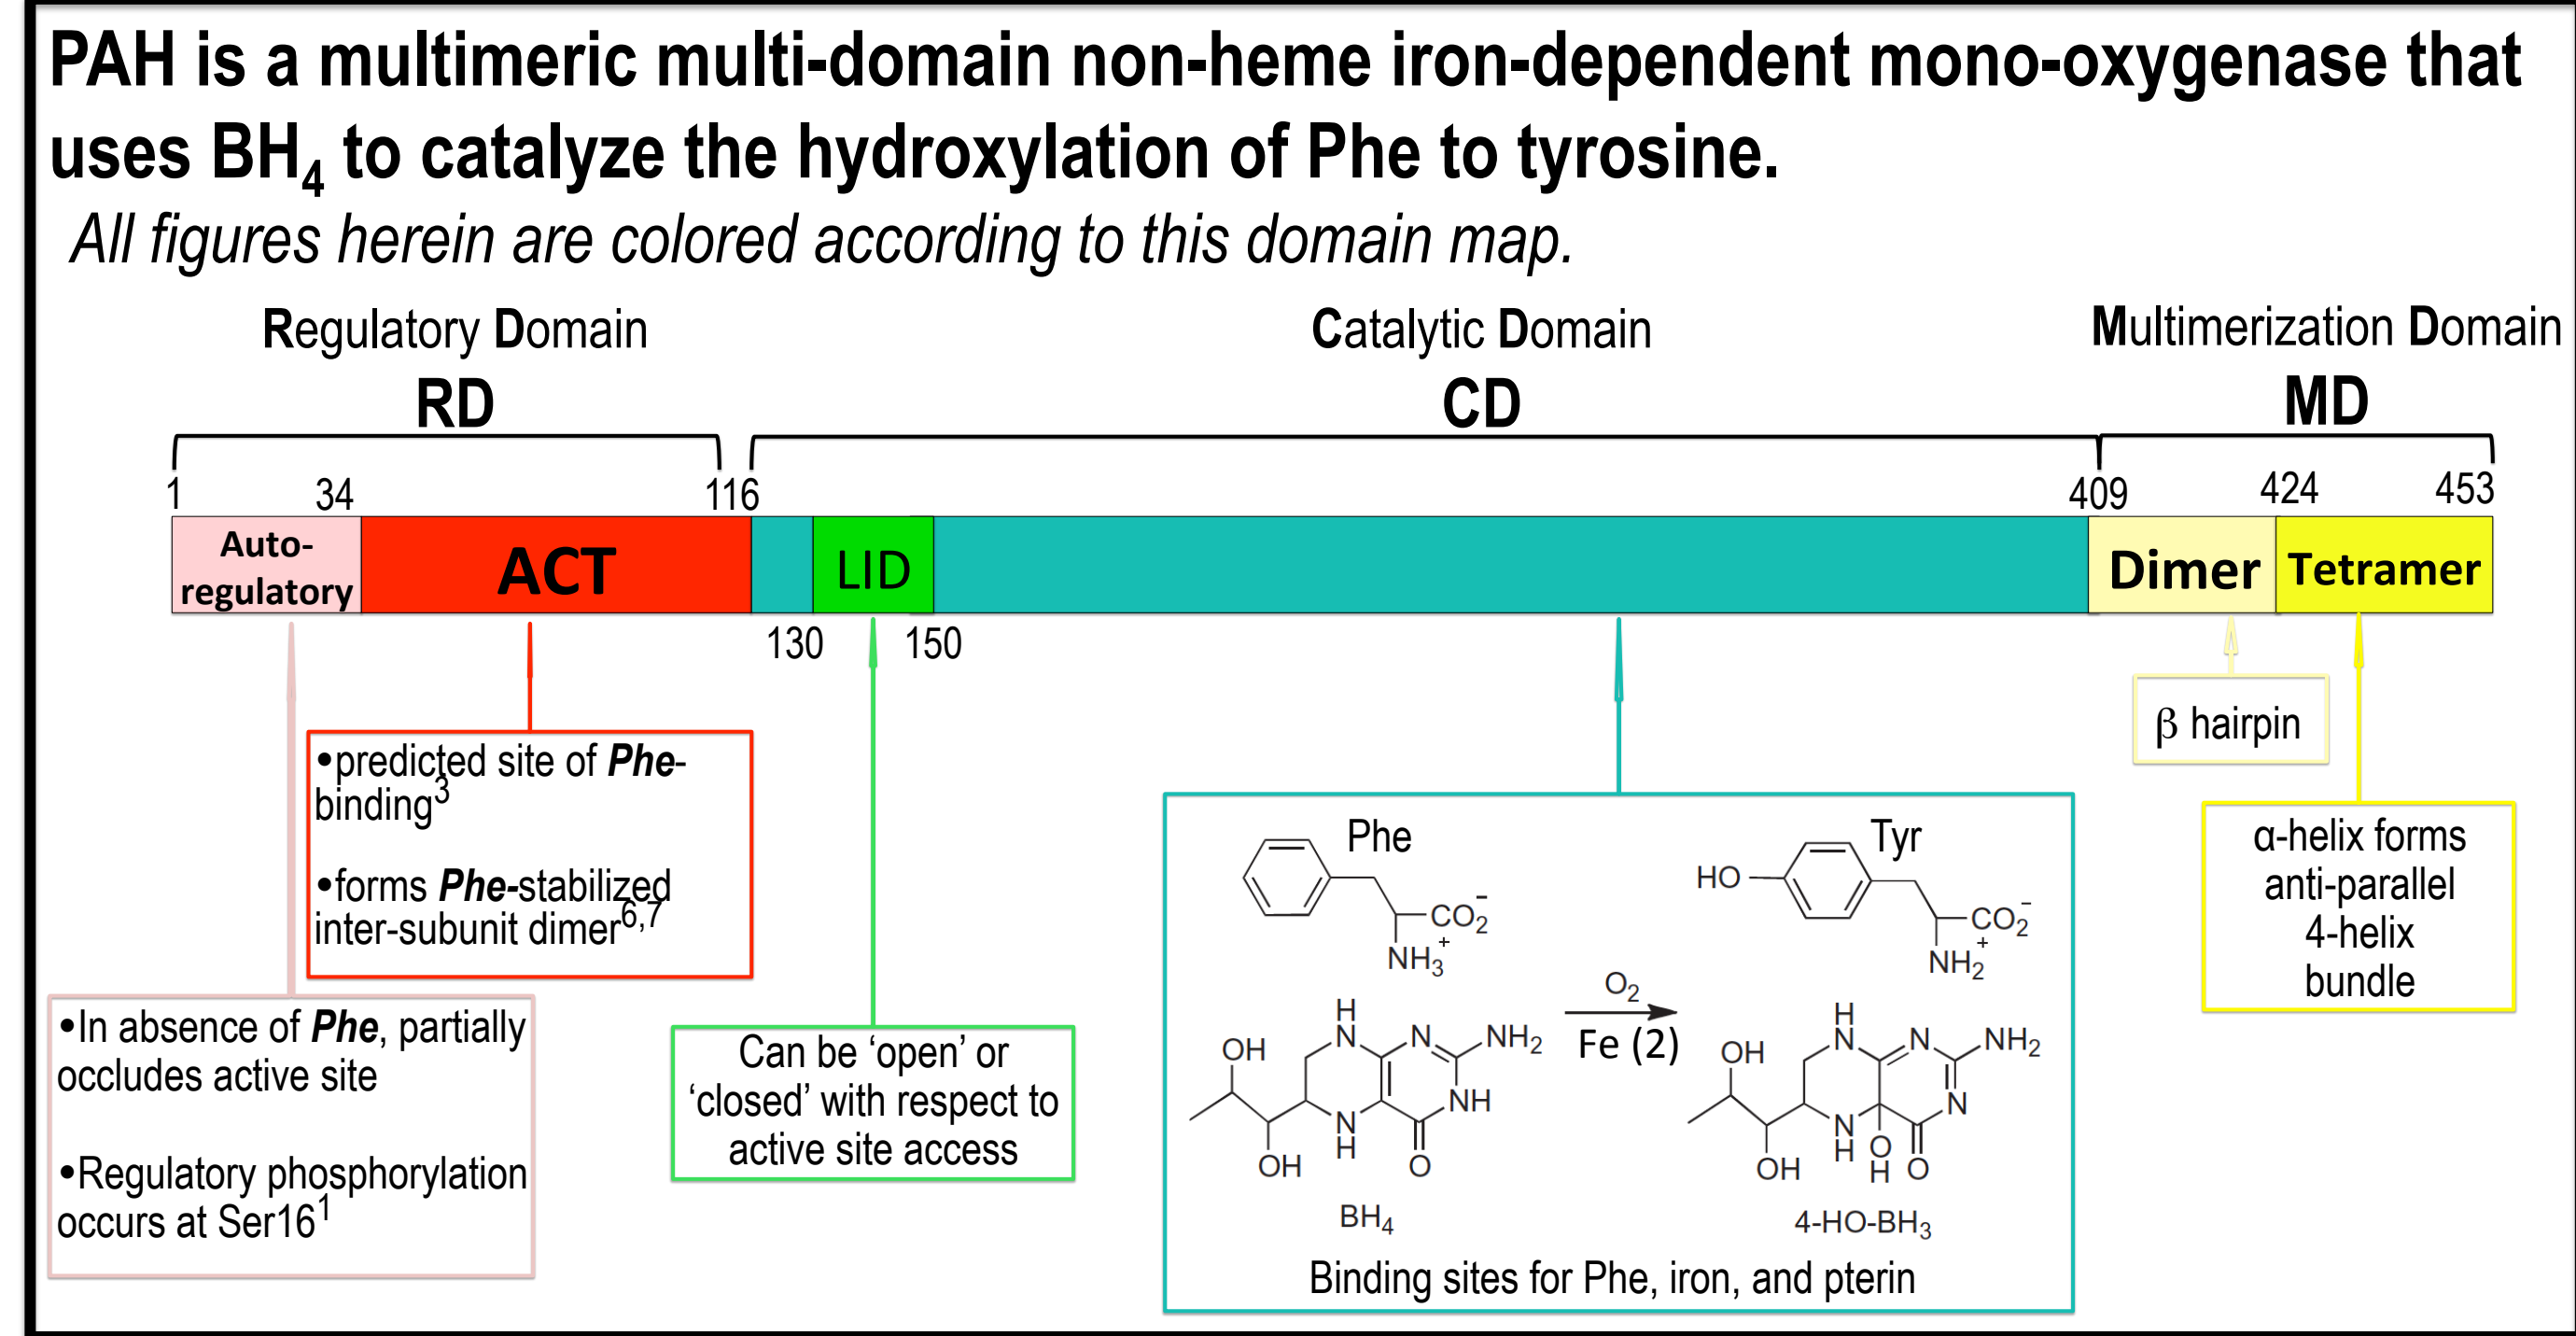 PAH is a multimeric multi-domain non-heme iron-dependent mono-oxygenase that
uses BH4 to catalyze the hydroxylation of Phe to tyrosine.
All figures herein are colored according to this domain map.
Regulatory Domain
RD
Catalytic Domain
CD
Multimerization Domain
MD
1
34
116
409
424
453
Auto-
regulatory
ACT
LID
Dimer
Tetramer
130
150
•predicted site of Phe-
binding3
•forms Phe-stabilized
inter-subunit dimer6,7
•In absence of Phe, partially
occludes active site
•Regulatory phosphorylation
occurs at Ser161
Can be ‘open’ or
‘closed’ with respect to
active site access
Phe
CO2-
NH3+
Tyr
HO
CO2-
NH2+
O2
Fe (2)
H
N
N
NH2
OH
NH
N
H
OH
O
BH4
H
N
N
NH2
OH
N
N
H
O
H
OH
O
4-HO-BH3
Binding sites for Phe, iron, and pterin
β hairpin
α-helix forms
anti-parallel
4-helix
bundle